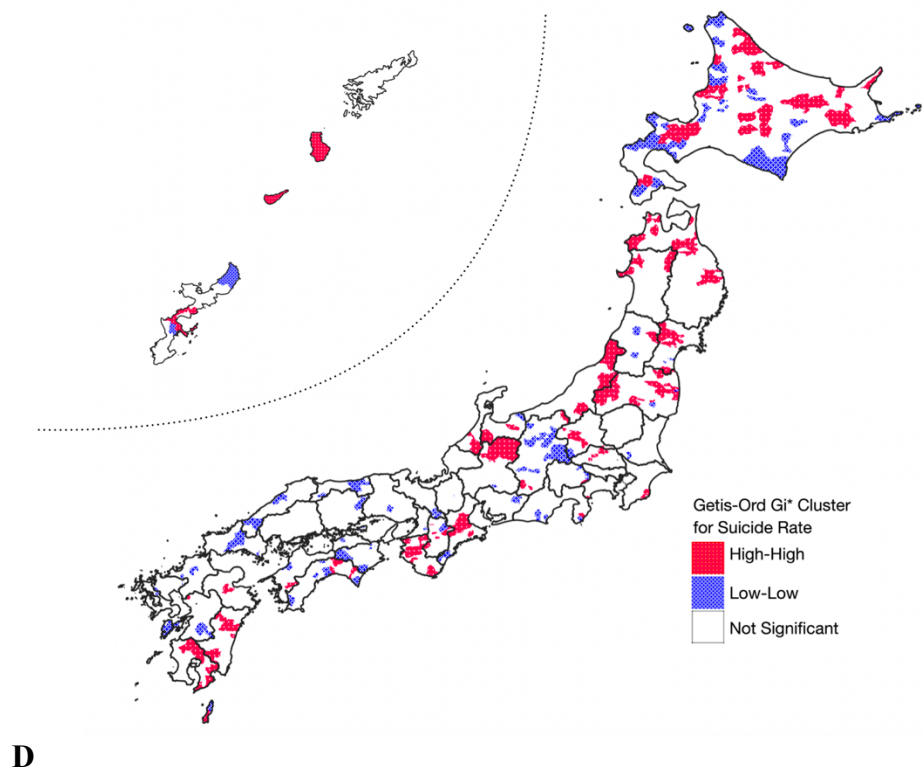 Getis-Ord Gi* Cluster
for Suicide Rate
High-High
Low-Low
Not Significant
D